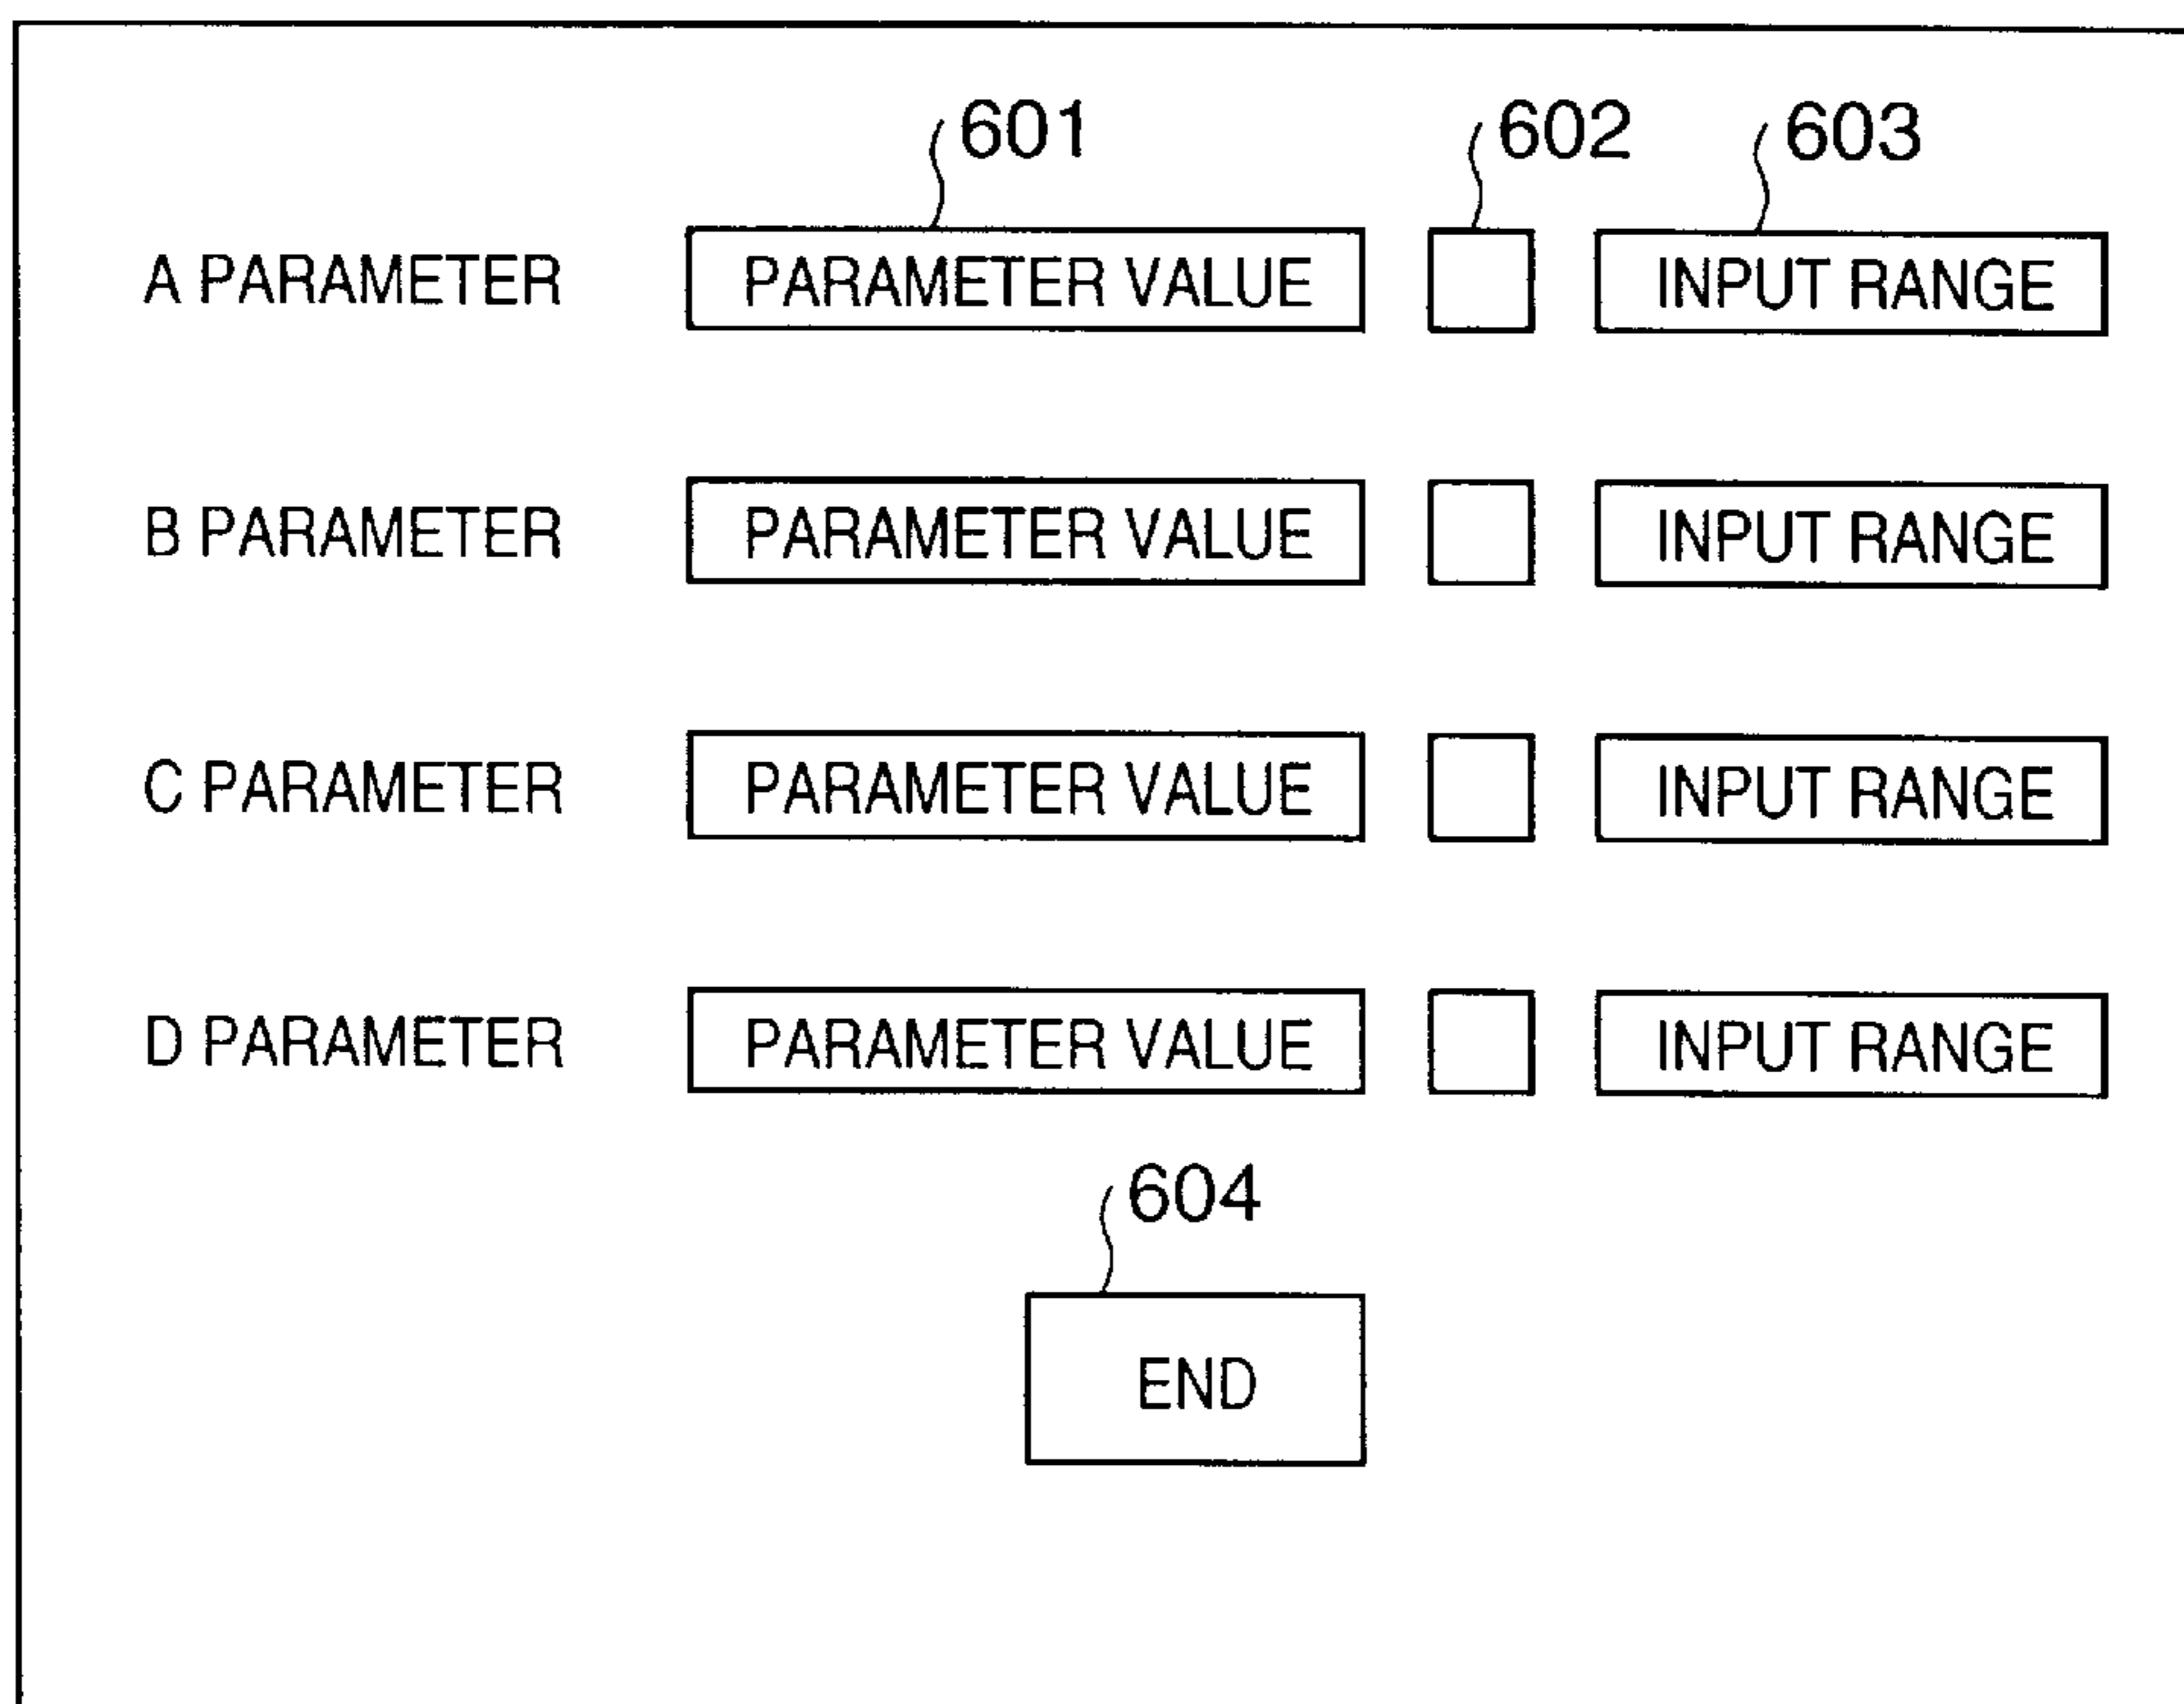 601 602 603
A PARAMETER PARAMETER VALUE INPUT RANGE
B PARAMETER PARAMETER VALUE INPUT RANGE
C PARAMETER PARAMETER VALUE INPUT RANGE
D PARAMETER PARAMETER VALUE INPUT RANGE
604
END